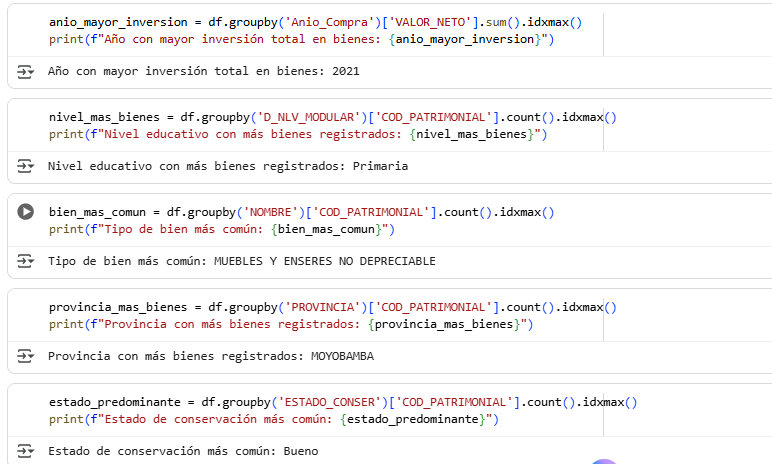 anio_mayor_inversion = df.groupby('Anio_Compra')['VALOR_NETO'].sum().idxmax()
print(f"Año con mayor inversión total en bienes: {anio_mayor_inversion}")
Año con mayor inversión total en bienes: 2021
nivel_mas_bienes = df.groupby('D_NLV_MODULAR')['COD_PATRIMONIAL'].count().idxmax()
print(f"Nivel educativo con más bienes registrados: {nivel_mas_bienes}")
Nivel educativo con más bienes registrados: Primaria
bien_mas_comun = df.groupby('NOMBRE')['COD_PATRIMONIAL'].count().idxmax()
print(f"Tipo de bien más común: {bien_mas_comun}")
Tipo de bien más común: MUEBLES Y ENSERES NO DEPRECIABLE
provincia_mas_bienes = df.groupby('PROVINCIA')['COD_PATRIMONIAL'].count().idxmax()
print(f"Provincia con más bienes registrados: {provincia_mas_bienes}")
Provincia con más bienes registrados: MOYOBAMBA
estado_predominante = df.groupby('ESTADO_CONSER')['COD_PATRIMONIAL'].count().idxmax()
print(f"Estado de conservación más común: {estado_predominante}")
Estado de conservación más común: Bueno